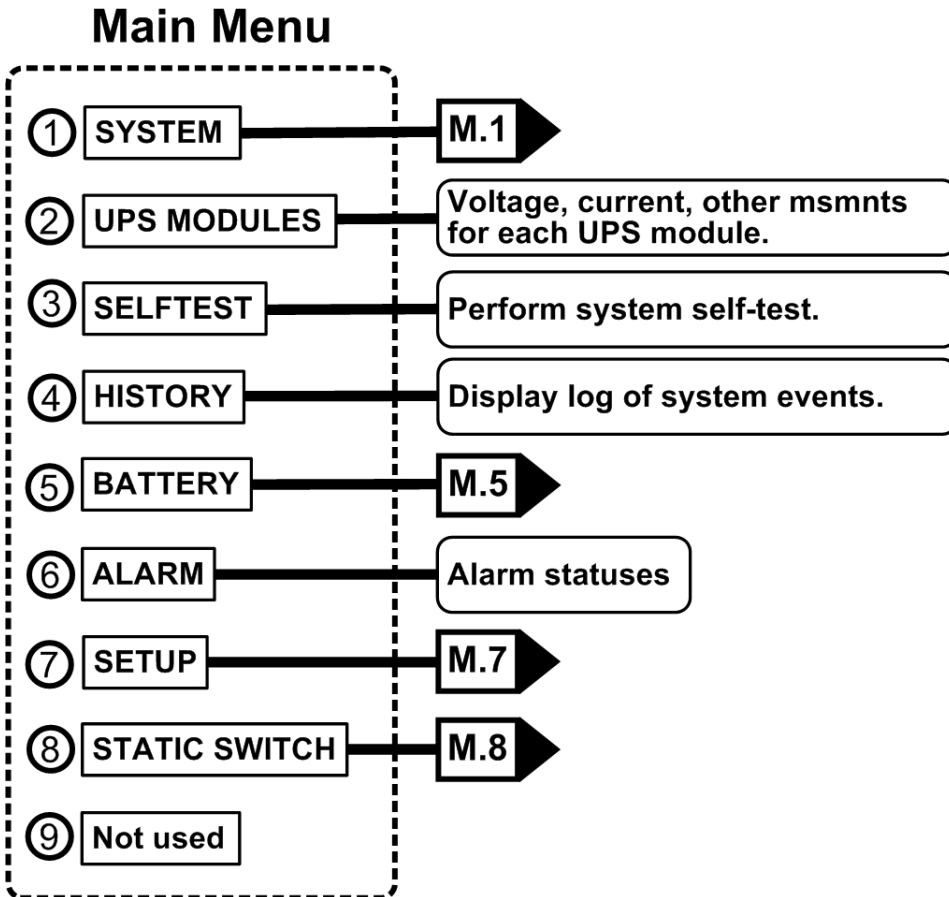 Main Menu
1 SYSTEM M.1
2 UPS MODULES Voltage, current, other msmnts
for each UPS module.
3 SELFTEST Perform system self-test.
4 HISTORY Display log of system events.
5 BATTERY M.5
6 ALARM Alarm statuses
7 SETUP M.7
8 STATIC SWITCH M.8
9 Not used